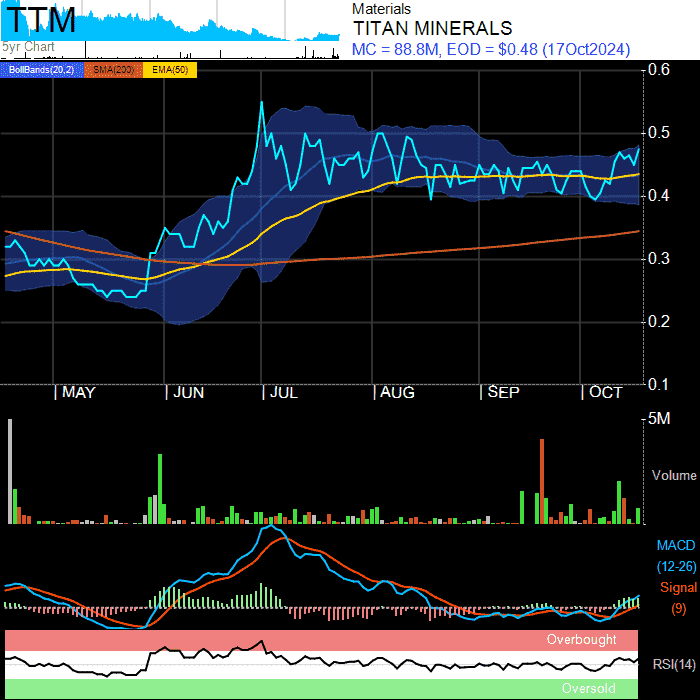 TTM
5yr Chart
Materials
TITAN MINERALS
MC = 88.8M, EOD = $0.48 (17Oct2024)
BollBands(20,2) SMA(200) EMA(50)
0.6
0.5
0.4
0.3
0.2
0.1
MAY JUN JUL AUG SEP OCT
5M
Volume
MACD
(12-26)
Signal
(9)
Overbought
RSI(14)
Oversold